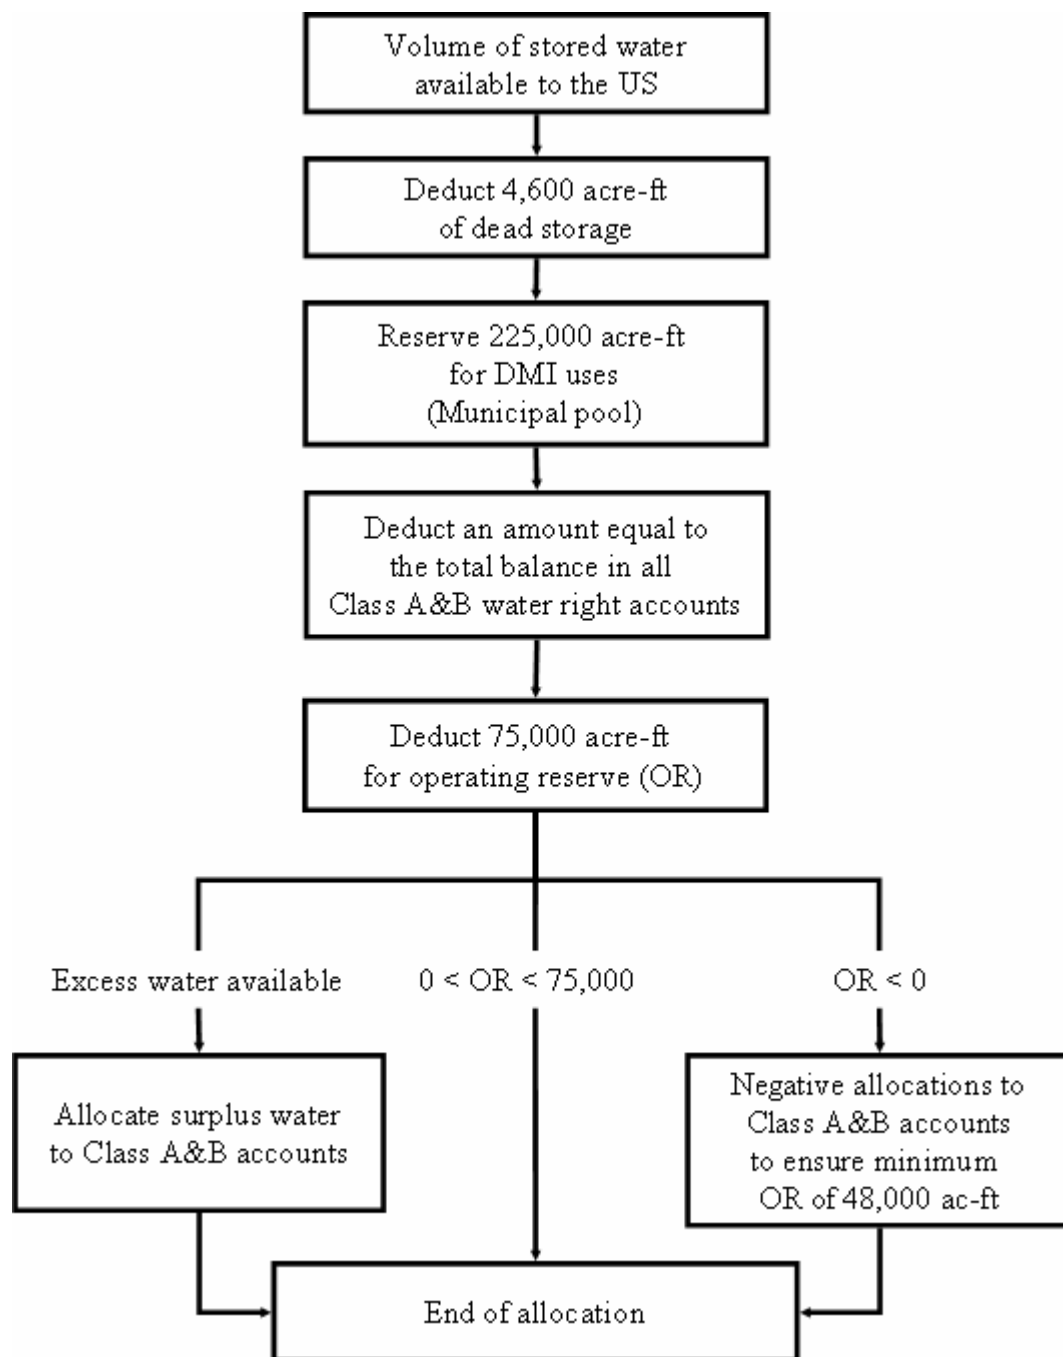 Volume of stored water
available to the US
Deduct 4,600 acre-ft
of dead storage
Reserve 225,000 acre-ft
for DMI uses
(Municipal pool)
Deduct an amount equal to
the total balance in all
Class A&B water right accounts
Deduct 75,000 acre-ft
for operating reserve (OR)
Excess water available
0 < OR < 75,000
OR < 0
Allocate surplus water
to Class A&B accounts
Negative allocations to
Class A&B accounts
to ensure minimum
OR of 48,000 ac-ft
End of allocation